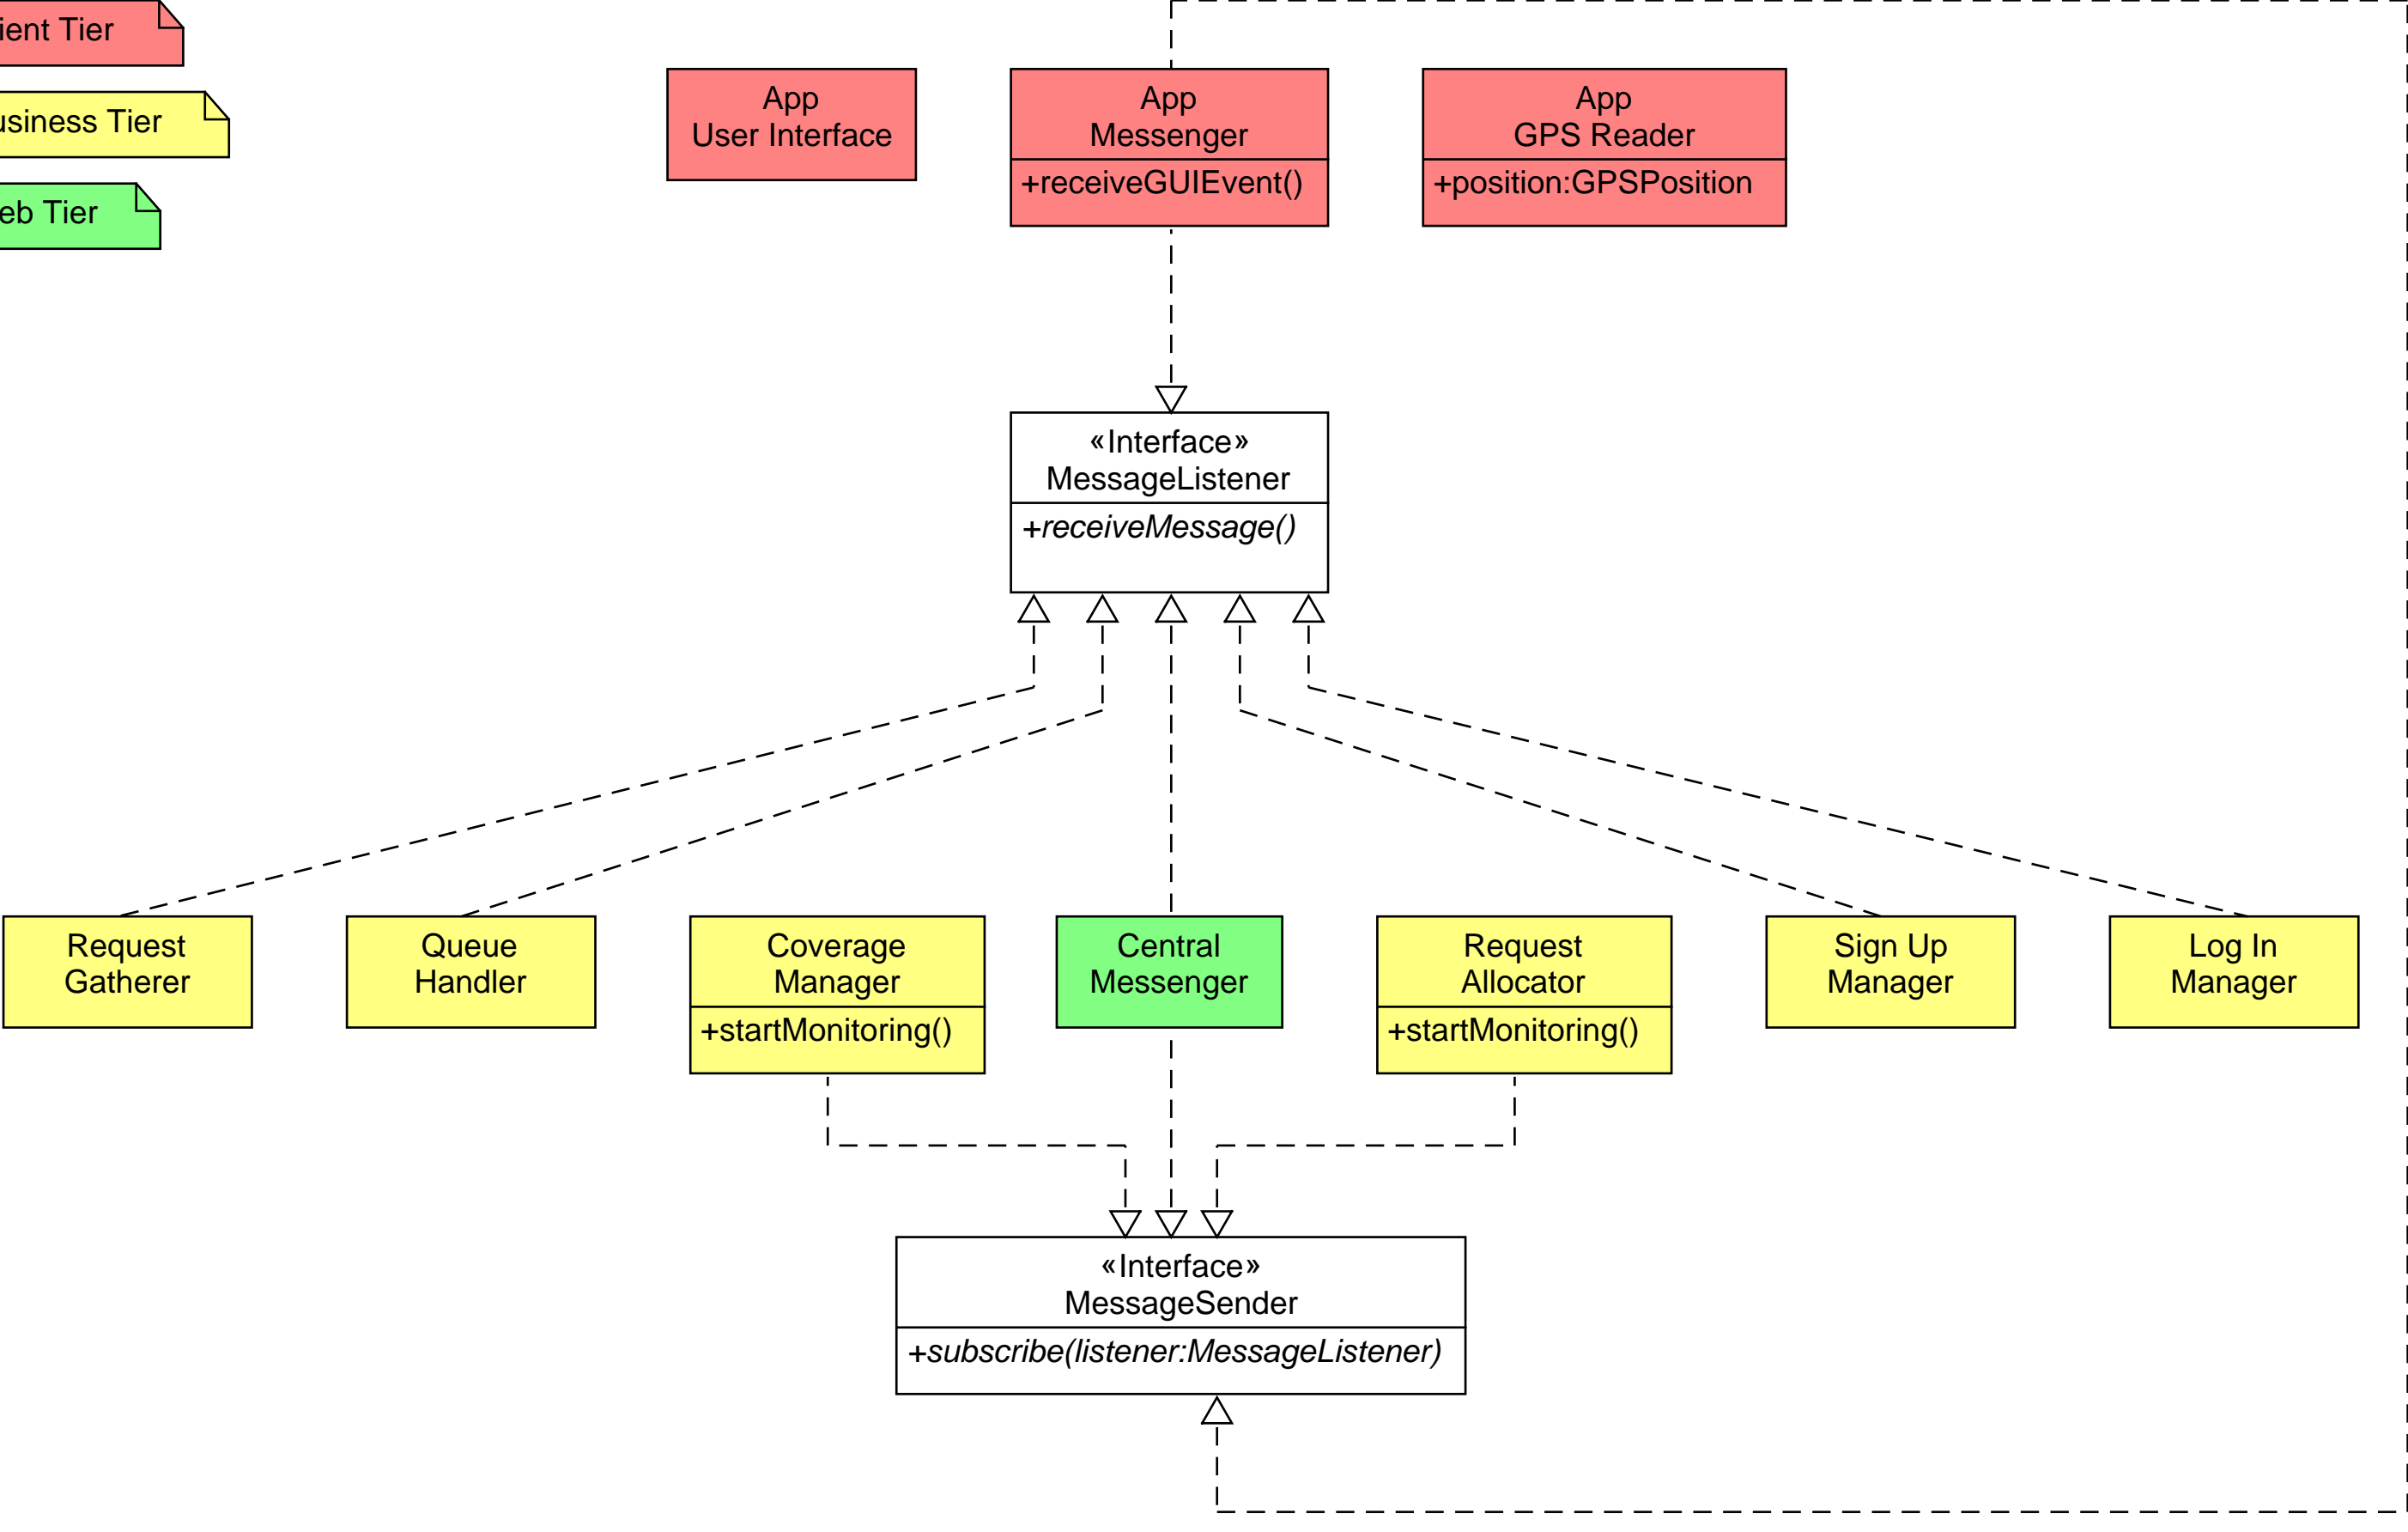 ient Tier
usiness Tier
eb Tier
App
User Interface
App
Messenger
+receiveGUIEvent()
App
GPS Reader
+position:GPSPosition
«Interface»
MessageListener
+receiveMessage()
Request
Gatherer
Queue
Handler
Coverage
Manager
+startMonitoring()
Central
Messenger
Request
Allocator
+startMonitoring()
Sign Up
Manager
Log In
Manager
«Interface»
MessageSender
+subscribe(listener:MessageListener)